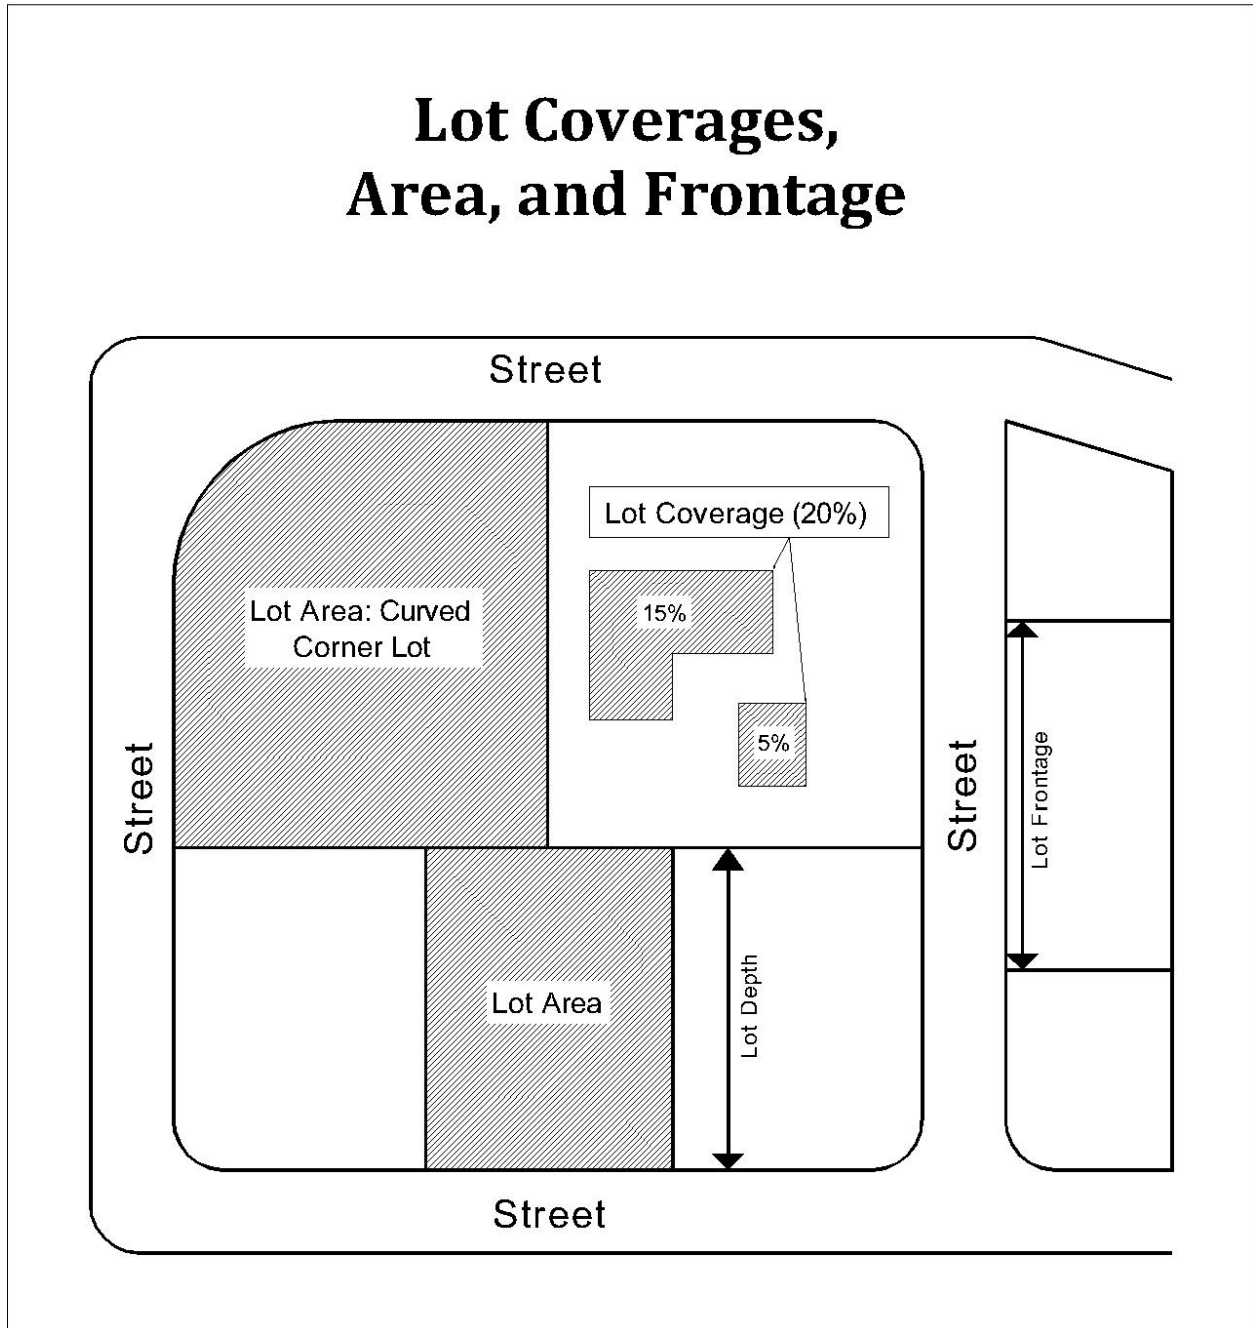 Lot Coverages,
Area, and Frontage
Street
Lot Coverage (20%)
Lot Area: Curved
Corner Lot
15%
5%
Street
Street
Lot Frontage
Lot Area
Lot Depth
Street